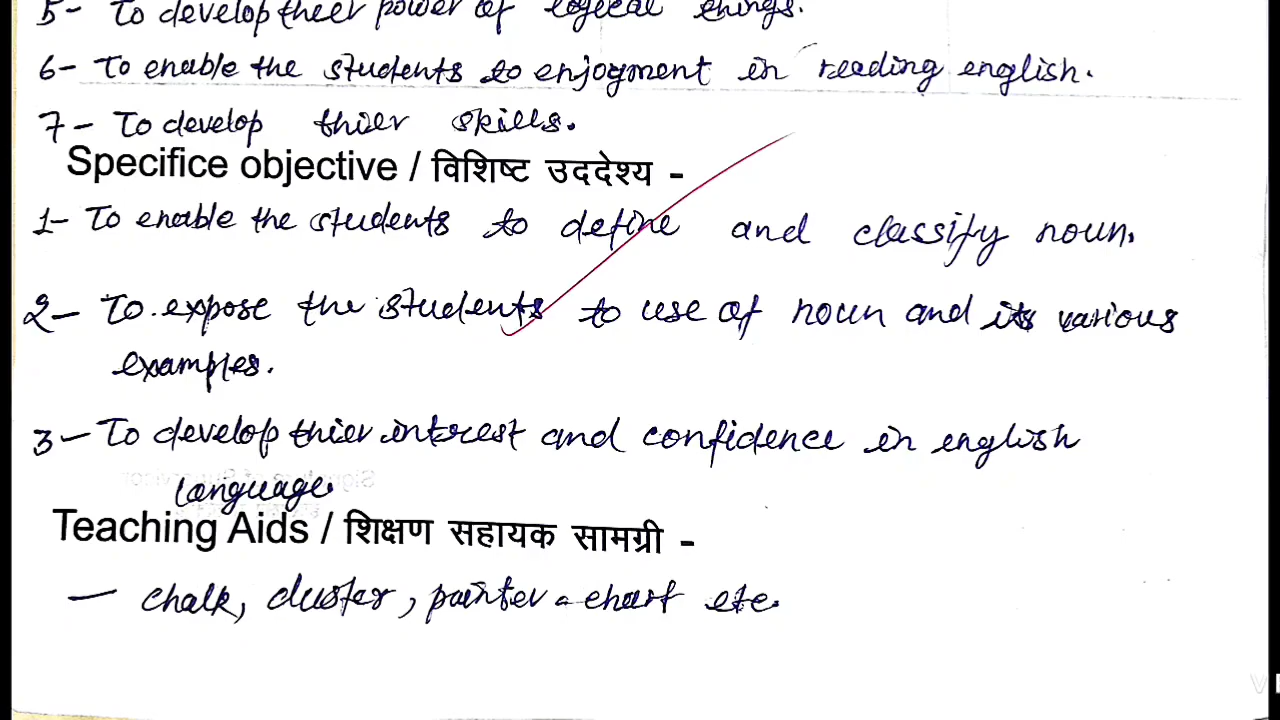 5- To develop theer power of logical things.
6- To enable the students to enjoyment in reading english.
7- To develop thier skills.
Specifice objective / विशिष्ट उददेश्य -
1- To enable the students to define and classify noun.
2- To expose the students to use of noun and its various
examples.
3- To develop thier interest and confidence in english
language.
Teaching Aids / शिक्षण सहायक सामग्री -
- chalk, duster, pointer - chart etc.